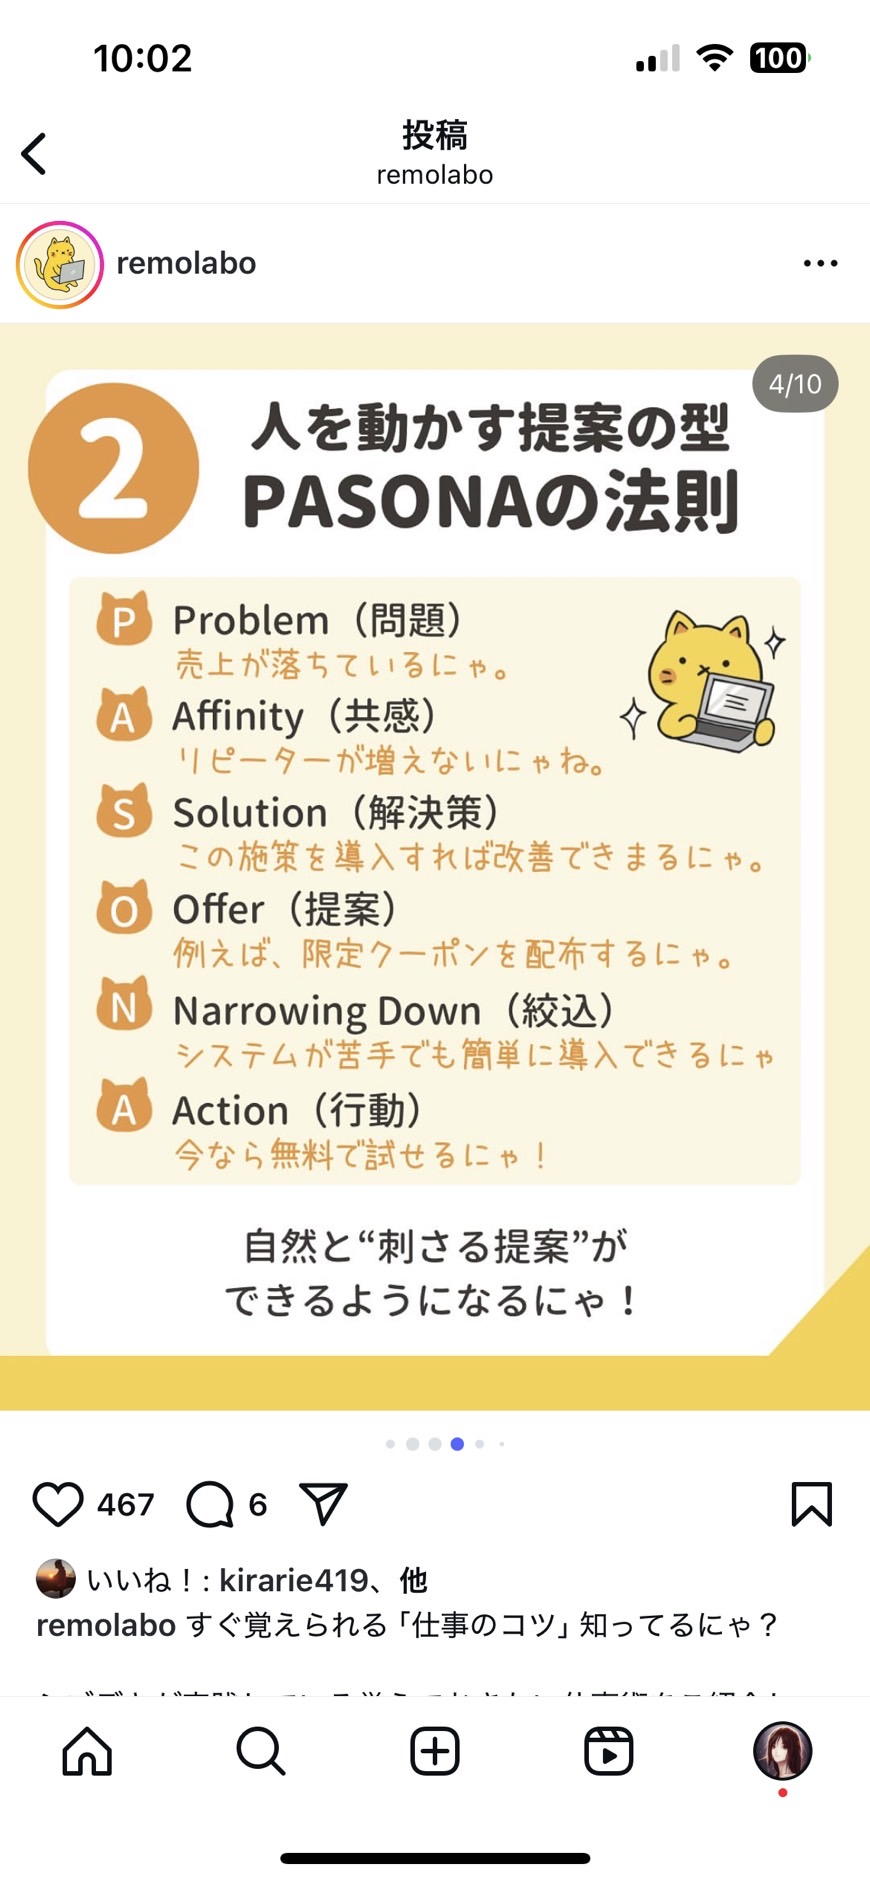 10:02
100
投稿
remolabo
remolabo
4/10
2
人を動かす提案の型
PASONAの法則
P Problem（問題）
売上が落ちているにゃ。
A Affinity（共感）
リピーターが増えないにゃね。
S Solution（解決策）
この施策を導入すれば改善できまるにゃ。
O Offer（提案）
例えば、限定クーポンを配布するにゃ。
N Narrowing Down（絞込）
システムが苦手でも簡単に導入できるにゃ
A Action（行動）
今なら無料で試せるにゃ！
自然と“刺さる提案”が
できるようになるにゃ！
467 6
いいね！: kirarie419、他
remolabo すぐ覚えられる「仕事のコツ」知ってるにゃ？